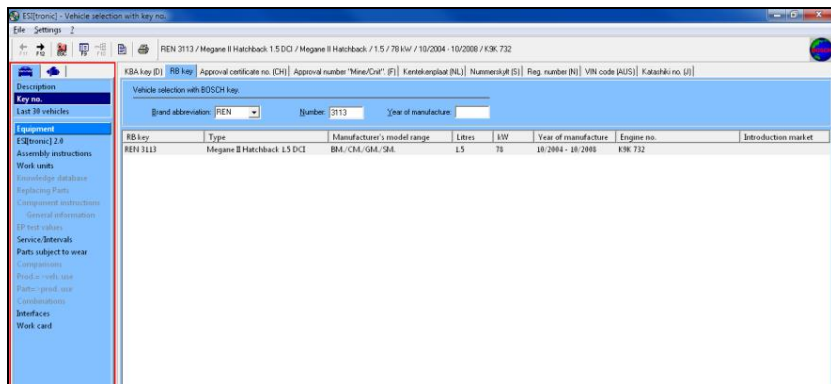 ESI[tronic] - Vehicle selection with key no.
File Settings ?
F11 F12 F5 F10 REN 3113 / Megane II Hatchback 1.5 DCI / Megane II Hatchback / 1.5 / 78 kW / 10/2004 - 10/2008 / K9K 732
KBA key (D) RB key Approval certificate no. (CH) Approval number "Mine/Cnit". (F) Kentekenplaat (NL) Nummerskylt (S) Reg. number (N) VIN code (AUS) Katashiki no. (J)
Description
Key no.
Last 30 vehicles
Vehicle selection with BOSCH key.
Brand abbreviation: REN Number: 3113 Year of manufacture:
RB key Type Manufacturer's model range Litres kW Year of manufacture Engine no. Introduction market
REN 3113 Megane II Hatchback 1.5 DCI BM./CM./GM./SM. 1.5 78 10/2004 - 10/2008 K9K 732
Equipment
ESI[tronic] 2.0
Assembly instructions
Work units
Knowledge database
Replacing Parts
Component instructions
General information
EP test values
Service/Intervals
Parts subject to wear
Comparisons
Prod.<->veh. use
Part<->prod. use
Combinations
Interfaces
Work card